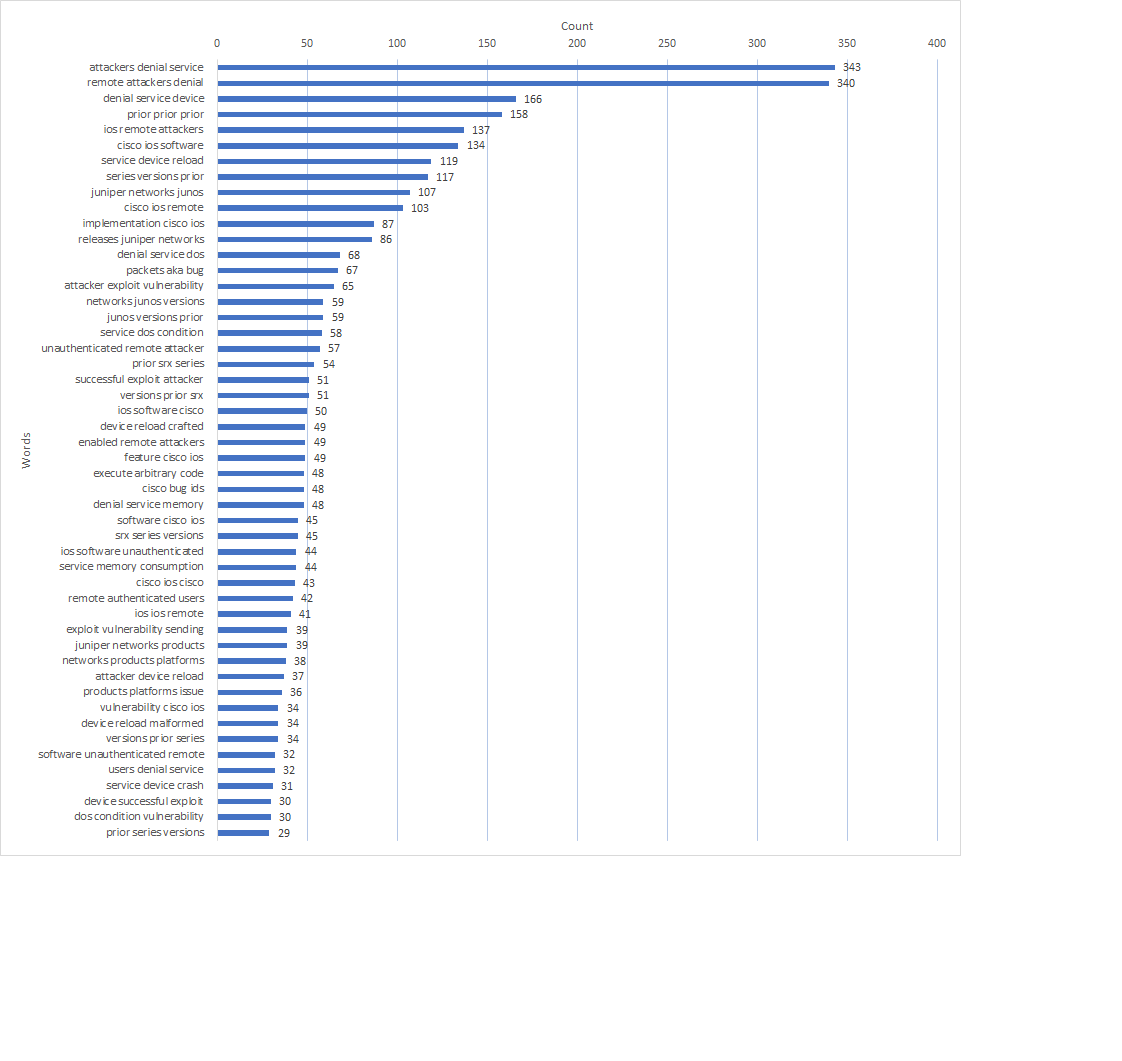 Count
0 50 100 150 200 250 300 350 400
attackers denial service 343
remote attackers denial 340
denial service device 166
prior prior prior 158
ios remote attackers 137
cisco ios software 134
service device reload 119
series versions prior 117
juniper networks junos 107
cisco ios remote 103
implementation cisco ios 87
releases juniper networks 86
denial service dos 68
packets aka bug 67
attacker exploit vulnerability 65
networks junos versions 59
junos versions prior 59
service dos condition 58
unauthenticated remote attacker 57
prior srx series 54
successful exploit attacker 51
versions prior srx 51
ios software cisco 50
device reload crafted 49
enabled remote attackers 49
feature cisco ios 49
execute arbitrary code 48
cisco bug ids 48
denial service memory 48
software cisco ios 45
srx series versions 45
ios software unauthenticated 44
service memory consumption 44
cisco ios cisco 43
remote authenticated users 42
ios ios remote 41
exploit vulnerability sending 39
juniper networks products 39
networks products platforms 38
attacker device reload 37
products platforms issue 36
vulnerability cisco ios 34
device reload malformed 34
versions prior series 34
software unauthenticated remote 32
users denial service 32
service device crash 31
device successful exploit 30
dos condition vulnerability 30
prior series versions 29
Words